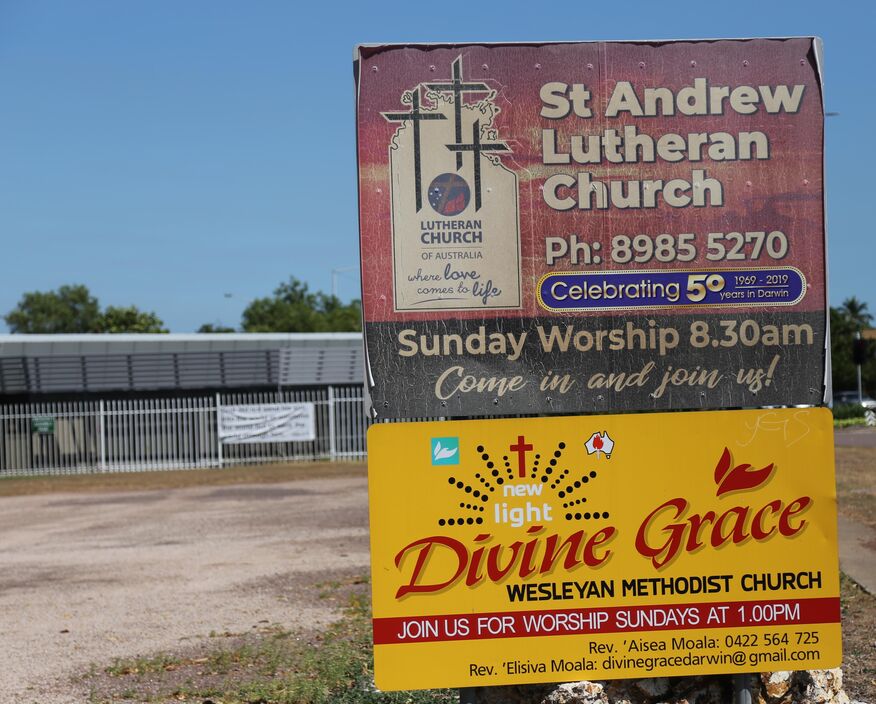 St Andrew
Lutheran
Church
LUTHERAN
CHURCH
OF AUSTRALIA
where love
comes to life
Ph: 8985 5270
Celebrating 50 1969 - 2019
years in Darwin
Sunday Worship 8.30am
Come in and join us!
new
light
Divine Grace
WESLEYAN METHODIST CHURCH
JOIN US FOR WORSHIP SUNDAYS AT 1.00PM
Rev. 'Aisea Moala: 0422 564 725
Rev. 'Elisiva Moala: divinegracedarwin@gmail.com